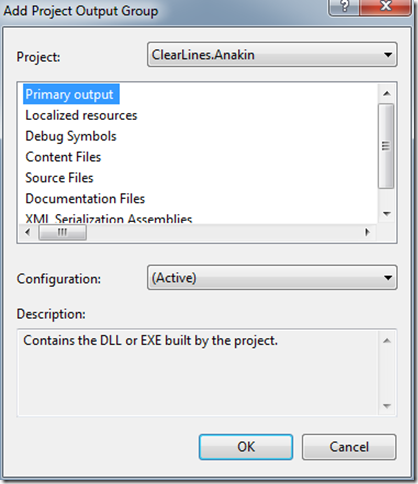 Add Project Output Group
?
Project:
ClearLines.Anakin
Primary output
Localized resources
Debug Symbols
Content Files
Source Files
Documentation Files
XML Serialization Assemblies
Configuration:
(Active)
Description:
Contains the DLL or EXE built by the project.
OK
Cancel